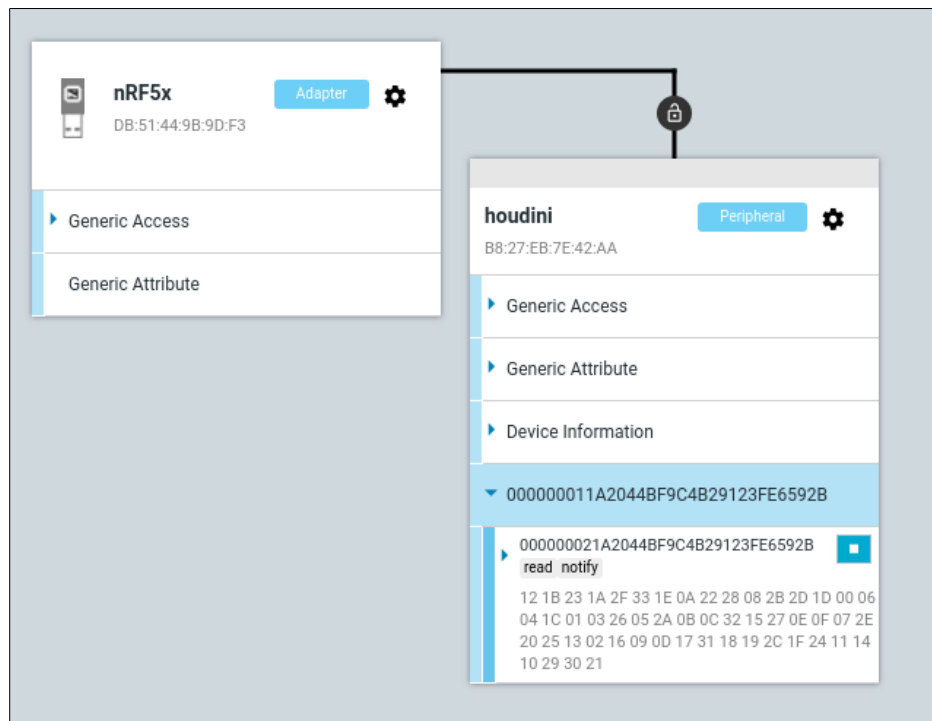 nRF5x
Adapter
DB:51:44:9B:9D:F3
Generic Access
Generic Attribute
houdini
Peripheral
B8:27:EB:7E:42:AA
Generic Access
Generic Attribute
Device Information
000000011A2044BF9C4B29123FE6592B
000000021A2044BF9C4B29123FE6592B
read notify
12 1B 23 1A 2F 33 1E 0A 22 28 08 2B 2D 1D 00 06
04 1C 01 03 26 05 2A 0B 0C 32 15 27 0E 0F 07 2E
20 25 13 02 16 09 0D 17 31 18 19 2C 1F 24 11 14
10 29 30 21